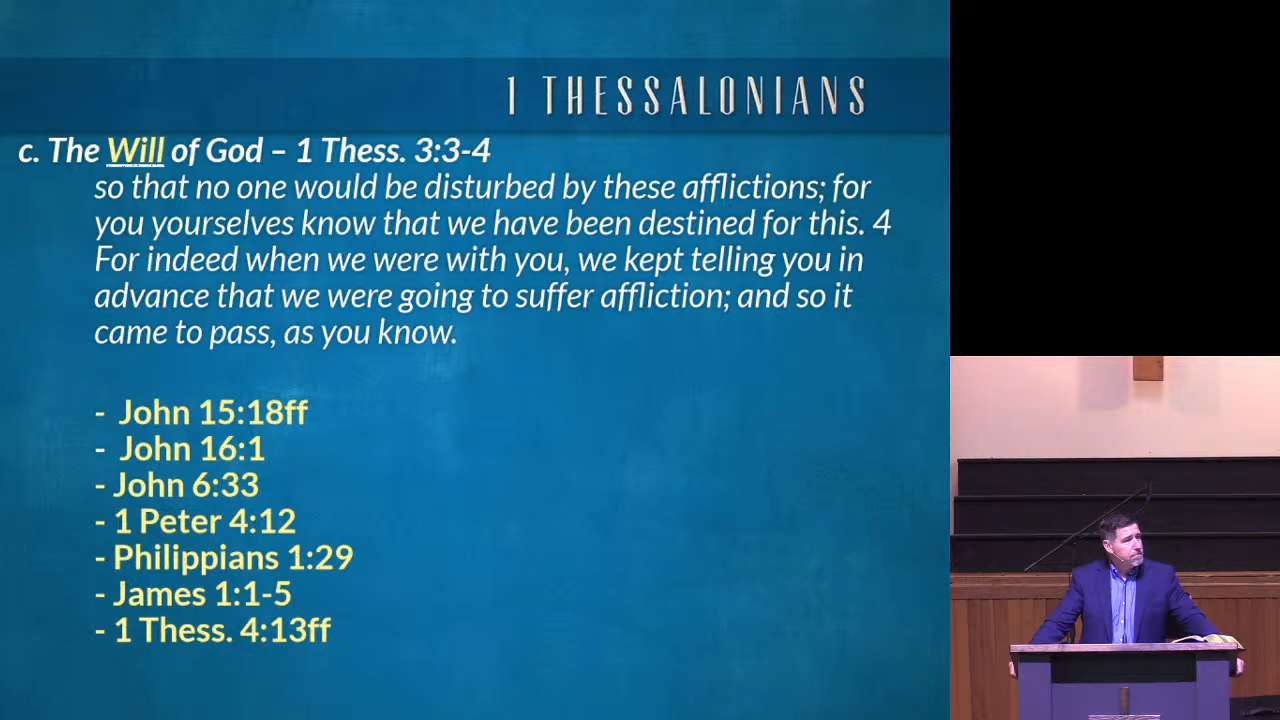 1 THESSALONIANS
c. The Will of God – 1 Thess. 3:3-4
so that no one would be disturbed by these afflictions; for
you yourselves know that we have been destined for this. 4
For indeed when we were with you, we kept telling you in
advance that we were going to suffer affliction; and so it
came to pass, as you know.
- John 15:18ff
- John 16:1
- John 6:33
- 1 Peter 4:12
- Philippians 1:29
- James 1:1-5
- 1 Thess. 4:13ff